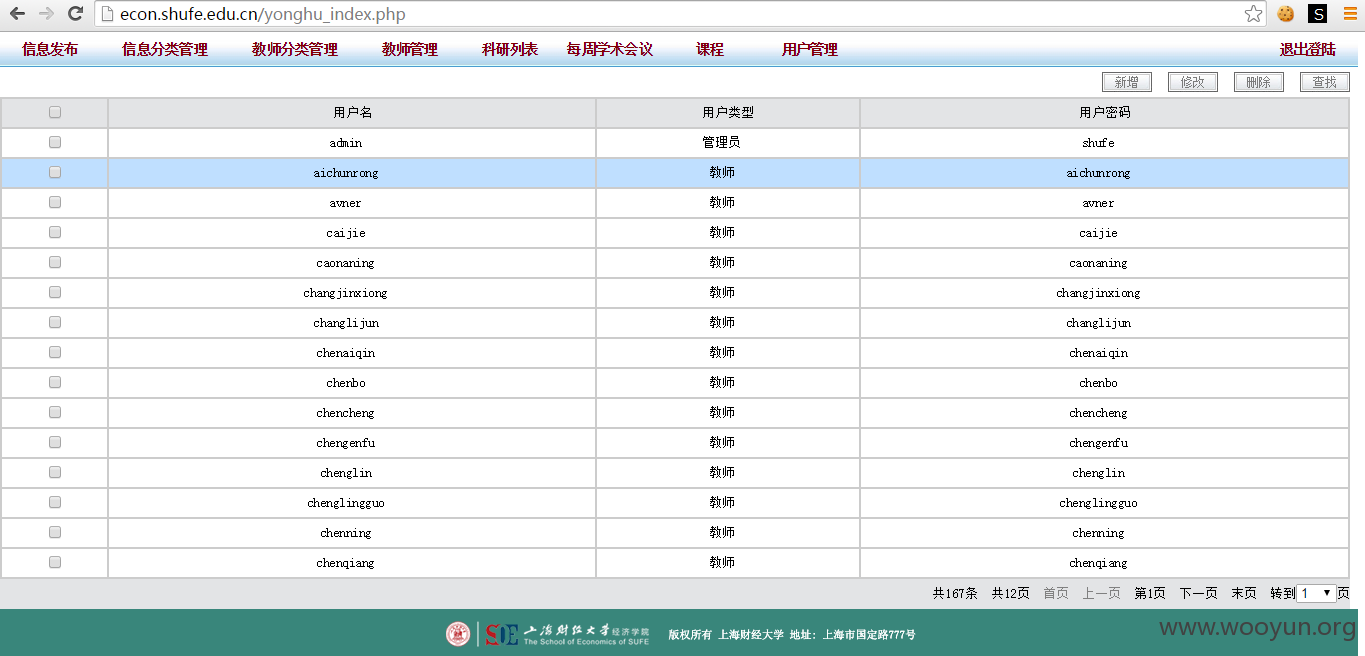 econ.shufe.edu.cn/yonghu_index.php
信息发布 信息分类管理 教师分类管理 教师管理 科研列表 每周学术会议 课程 用户管理 退出登陆
新增 修改 删除 查找
用户名 用户类型 用户密码
admin 管理员 shufe
aichunrong 教师 aichunrong
avner 教师 avner
caijie 教师 caijie
caonaning 教师 caonaning
changjinxiong 教师 changjinxiong
changlijun 教师 changlijun
chenaiqin 教师 chenaiqin
chenbo 教师 chenbo
chencheng 教师 chencheng
chengenfu 教师 chengenfu
chenglin 教师 chenglin
chenglingguo 教师 chenglingguo
chenning 教师 chenning
chenqiang 教师 chenqiang
共167条 共12页 首页 上一页 第1页 下一页 末页 转到 1 页
SOE 上海财经大学经济学院 版权所有 上海财经大学 地址: 上海市国定路777号
The School of Economics of SUFE
www.wooyun.org